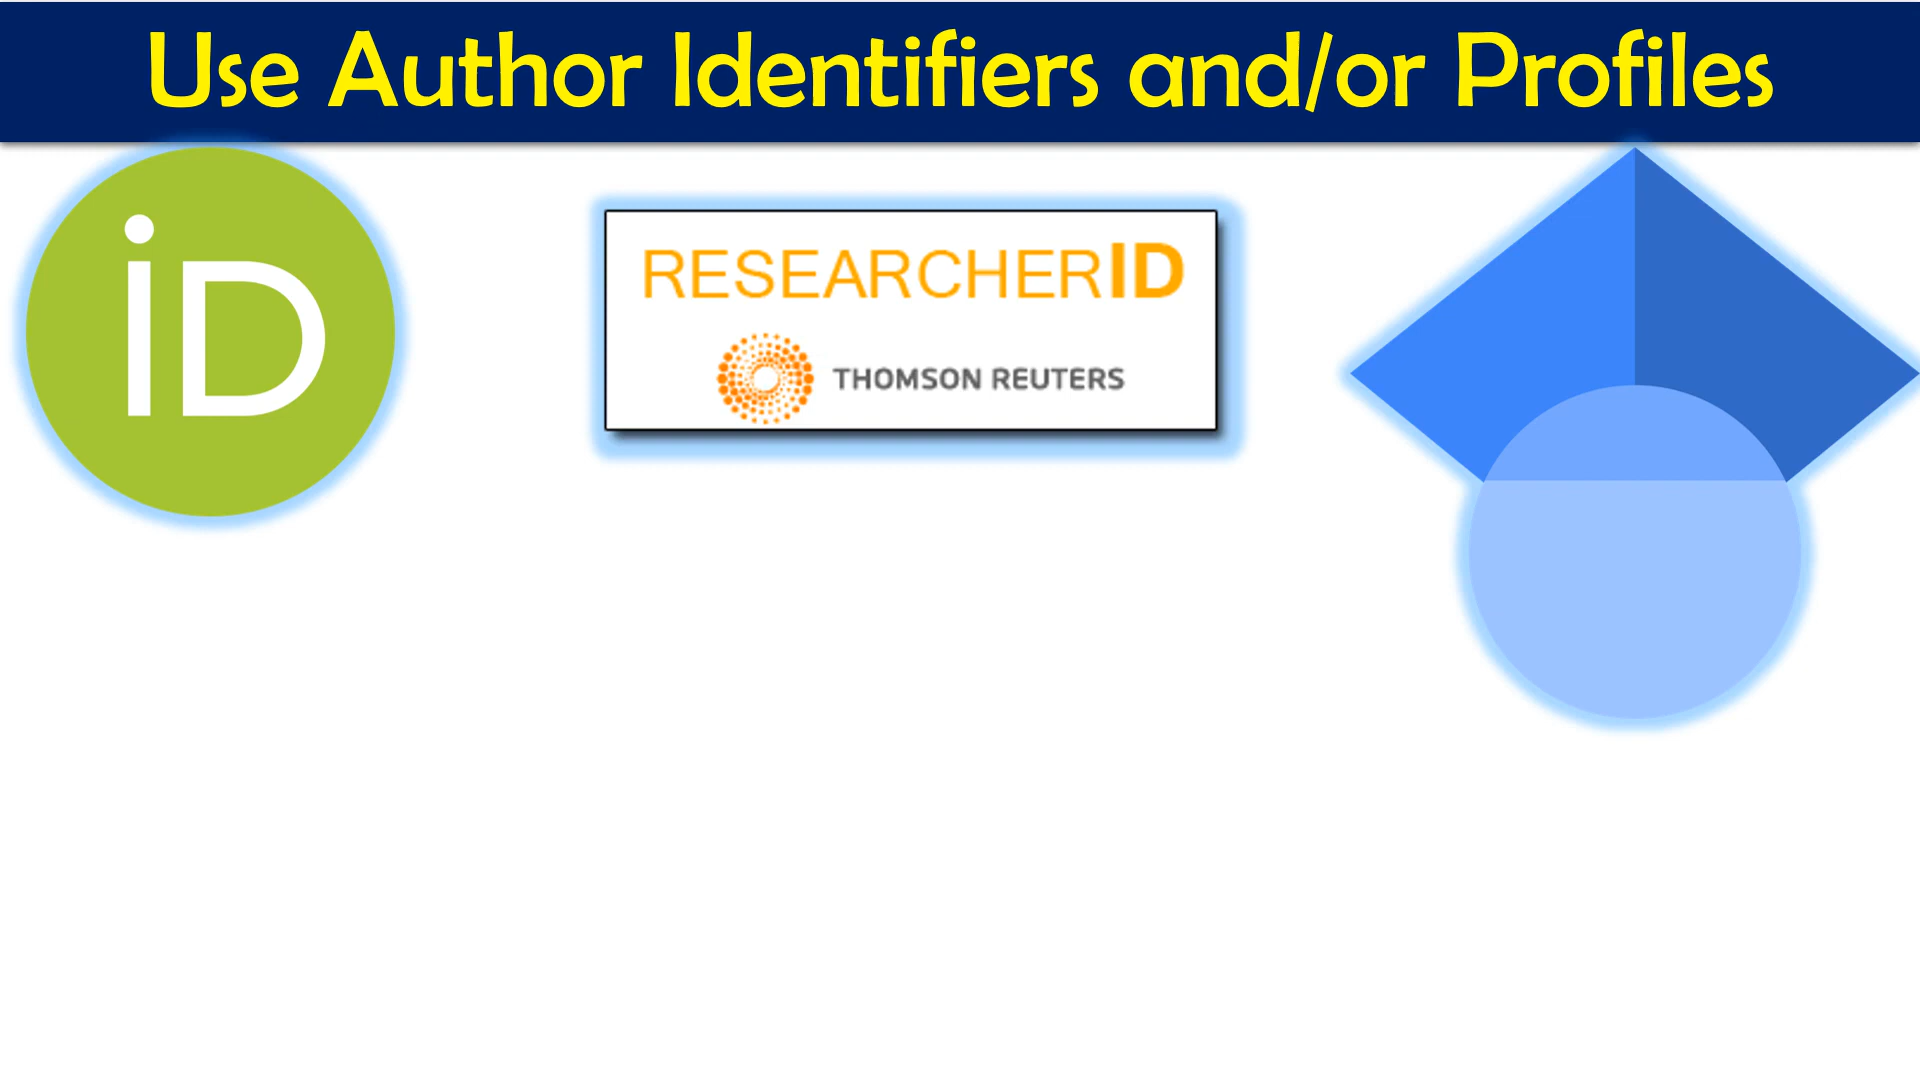 Use Author Identifiers and/or Profiles
iD
RESEARCHERID
THOMSON REUTERS